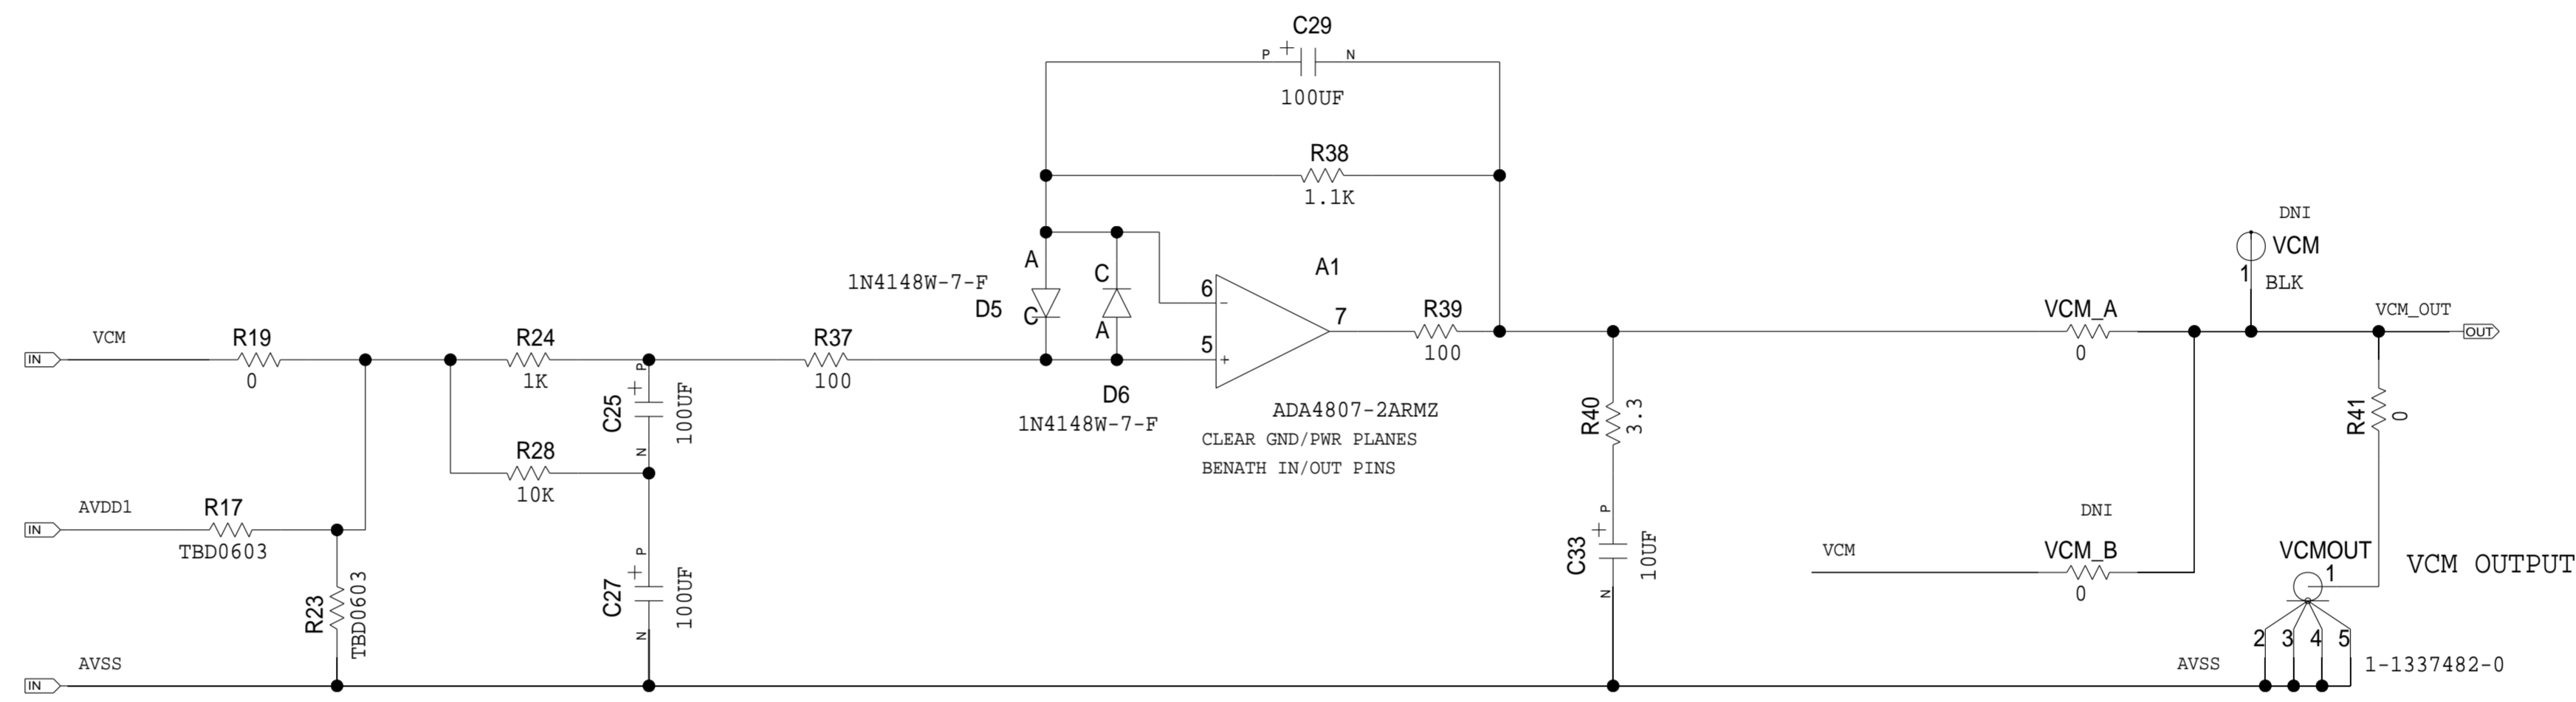 C29
P + N
100UF
R38
1.1K
DNI
VCM
1
BLK
A
C
1N4148W-7-F
D5
C
A
A1
6
-
7
5
+
R39
100
VCM_A
0
VCM_OUT
OUT
IN
VCM
R19
0
R24
1K
R37
100
D6
1N4148W-7-F
ADA4807-2ARMZ
CLEAR GND/PWR PLANES
BENATH IN/OUT PINS
P
+
C25
100UF
N
R28
10K
R40
3.3
R41
0
IN
AVDD1
R17
TBD0603
R23
TBD0603
P
+
C27
100UF
N
P
+
C33
10UF
N
DNI
VCM
VCM_B
0
VCMOUT
1
VCM OUTPUT
2 3 4 5
IN
AVSS
AVSS
1-1337482-0